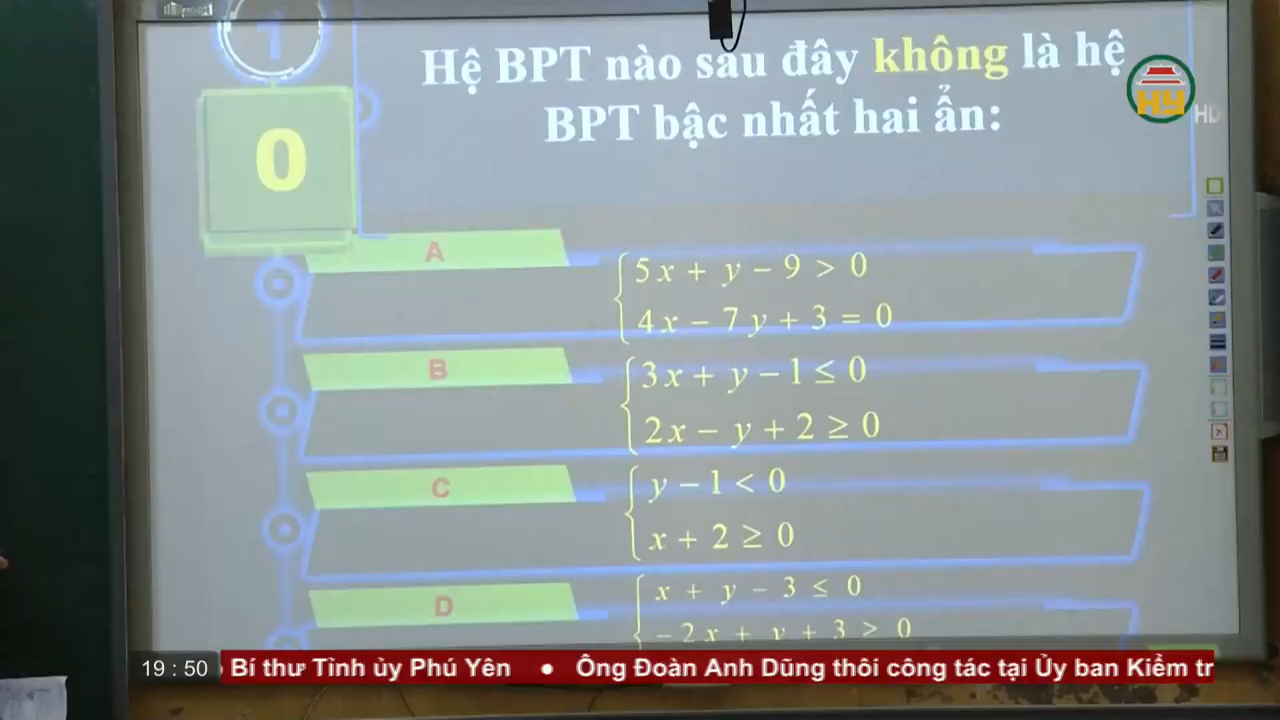 1
Hệ BPT nào sau đây không là hệ
BPT bậc nhất hai ẩn:
0
HY
HD
A
5x + y - 9 > 0
4x - 7y + 3 = 0
B
3x + y - 1 ≤ 0
2x - y + 2 ≥ 0
C
y - 1 < 0
x + 2 ≥ 0
D
x + y - 3 ≤ 0
-2x + y + 3 > 0
19 : 50
Bí thư Tỉnh ủy Phú Yên • Ông Đoàn Anh Dũng thôi công tác tại Ủy ban Kiểm tr